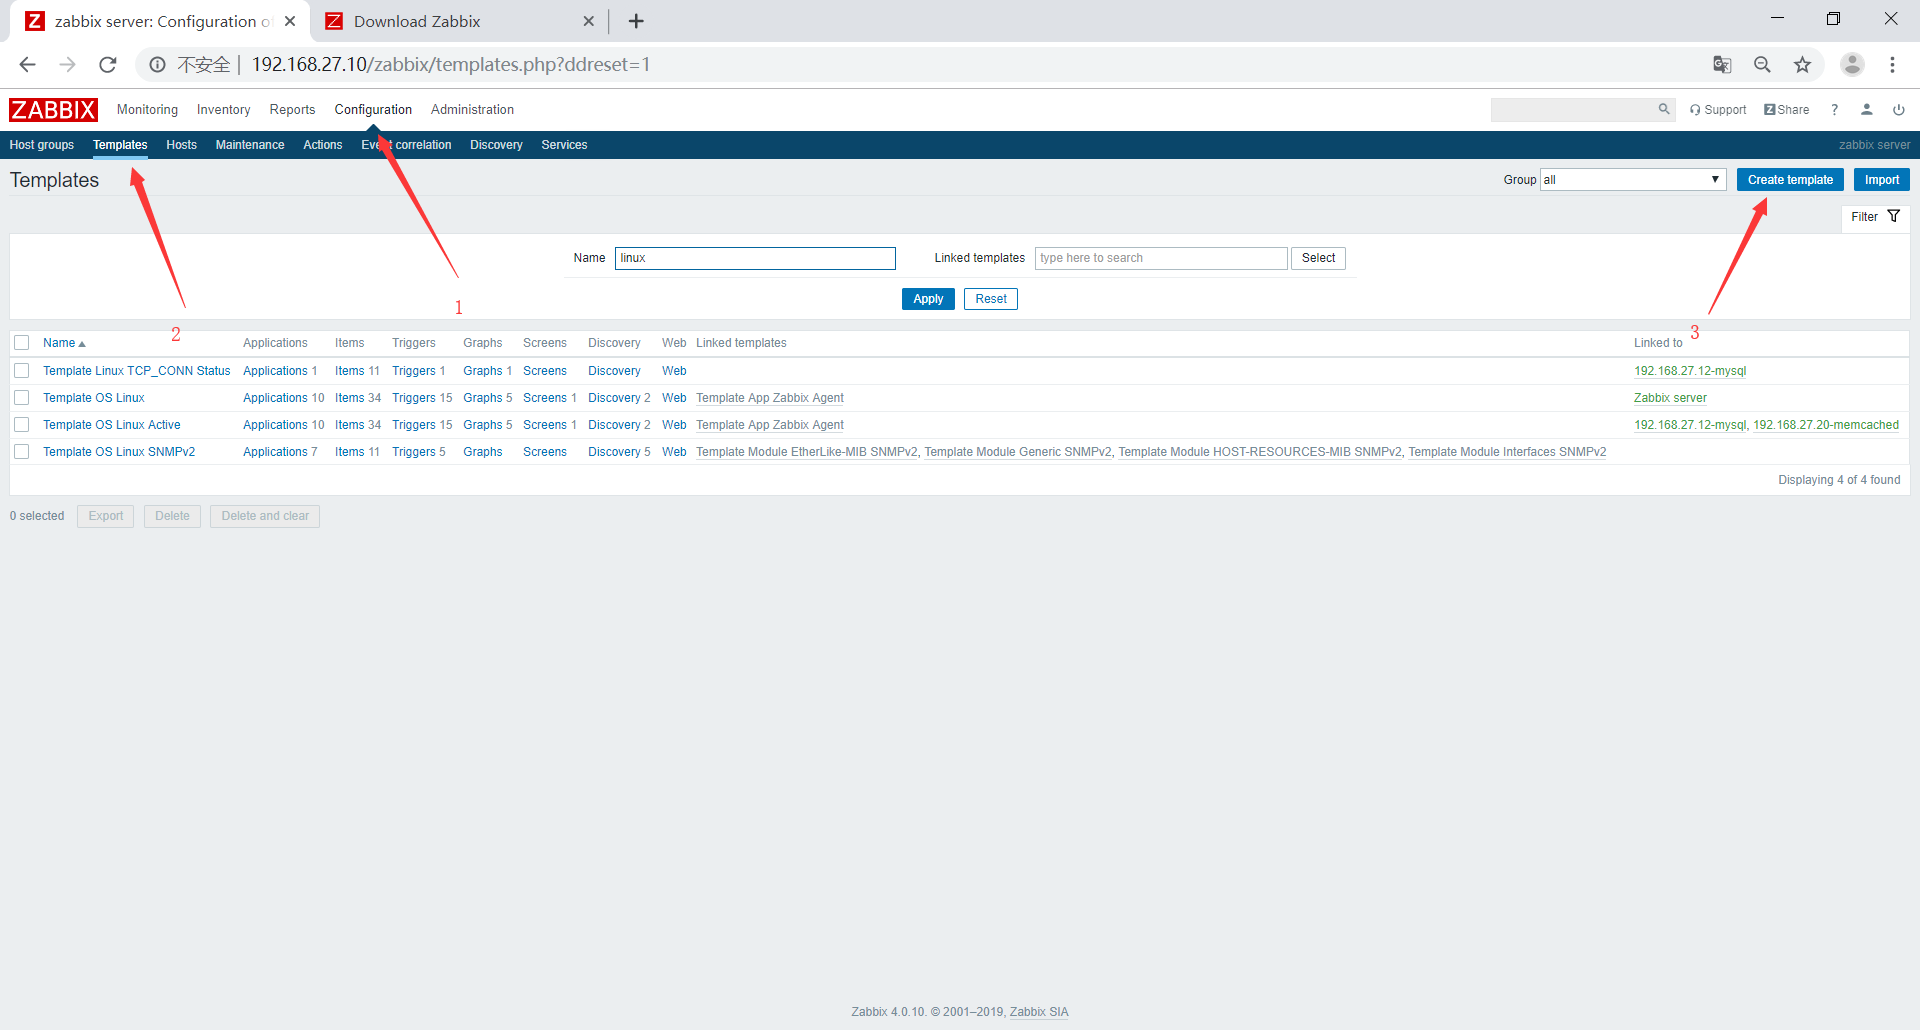 Z zabbix server: Configuration o
Z Download Zabbix
不安全 | 192.168.27.10/zabbix/templates.php?ddreset=1
ZABBIX Monitoring Inventory Reports Configuration Administration Support Z Share ?
Host groups Templates Hosts Maintenance Actions Event correlation Discovery Services zabbix server
Templates Group all Create template Import
Filter
Name linux Linked templates type here to search Select
Apply Reset
1
2
3
Name Applications Items Triggers Graphs Screens Discovery Web Linked templates Linked to
Template Linux TCP_CONN Status Applications 1 Items 11 Triggers 1 Graphs 1 Screens Discovery Web 192.168.27.12-mysql
Template OS Linux Applications 10 Items 34 Triggers 15 Graphs 5 Screens 1 Discovery 2 Web Template App Zabbix Agent Zabbix server
Template OS Linux Active Applications 10 Items 34 Triggers 15 Graphs 5 Screens 1 Discovery 2 Web Template App Zabbix Agent 192.168.27.12-mysql, 192.168.27.20-memcached
Template OS Linux SNMPv2 Applications 7 Items 11 Triggers 5 Graphs Screens Discovery 5 Web Template Module EtherLike-MIB SNMPv2, Template Module Generic SNMPv2, Template Module HOST-RESOURCES-MIB SNMPv2, Template Module Interfaces SNMPv2
Displaying 4 of 4 found
0 selected Export Delete Delete and clear
Zabbix 4.0.10. © 2001–2019, Zabbix SIA